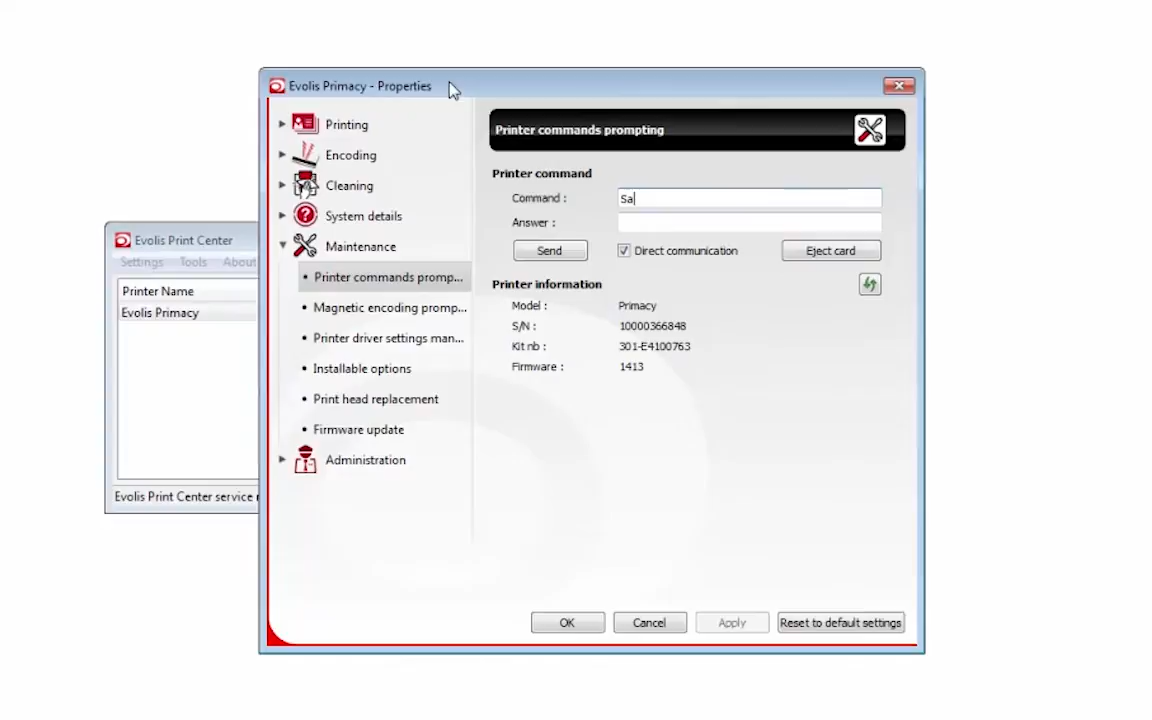 Evolis Primacy - Properties
Printing
Encoding
Cleaning
System details
Maintenance
Printer commands promp...
Magnetic encoding promp...
Printer driver settings man...
Installable options
Print head replacement
Firmware update
Administration
Printer commands prompting
Printer command
Command : Sa
Answer :
Send Direct communication Eject card
Printer information
Model : Primacy
S/N : 10000366848
Kit nb : 301-E4100763
Firmware : 1413
OK Cancel Apply Reset to default settings
Evolis Print Center
Settings Tools About
Printer Name
Evolis Primacy
Evolis Print Center service